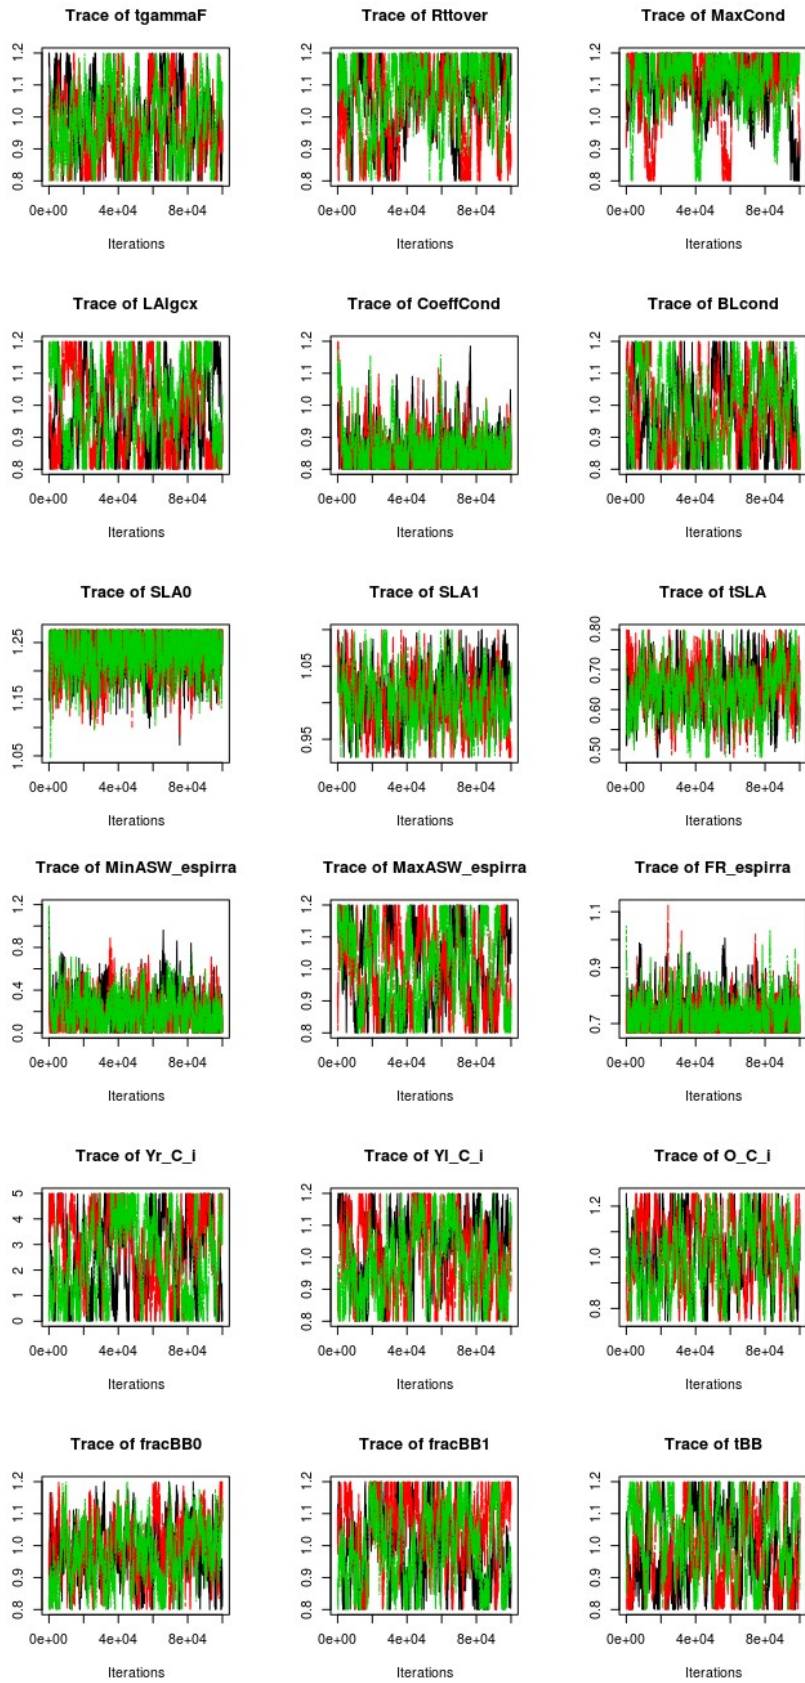 Trace of tgammaF
Trace of Rttover
Trace of MaxCond
0.8 0.9 1.0 1.1 1.2
0.8 0.9 1.0 1.1 1.2
0.8 0.9 1.0 1.1 1.2
0e+00 4e+04 8e+04
0e+00 4e+04 8e+04
0e+00 4e+04 8e+04
Iterations
Iterations
Iterations
Trace of LAIgcx
Trace of CoeffCond
Trace of BLcond
0.8 0.9 1.0 1.1 1.2
0.8 0.9 1.0 1.1 1.2
0.8 0.9 1.0 1.1 1.2
0e+00 4e+04 8e+04
0e+00 4e+04 8e+04
0e+00 4e+04 8e+04
Iterations
Iterations
Iterations
Trace of SLA0
Trace of SLA1
Trace of tSLA
1.05 1.15 1.25
0.95 1.05
0.50 0.60 0.70 0.80
0e+00 4e+04 8e+04
0e+00 4e+04 8e+04
0e+00 4e+04 8e+04
Iterations
Iterations
Iterations
Trace of MinASW_espirra
Trace of MaxASW_espirra
Trace of FR_espirra
0.0 0.4 0.8 1.2
0.8 0.9 1.0 1.1 1.2
0.7 0.9 1.1
0e+00 4e+04 8e+04
0e+00 4e+04 8e+04
0e+00 4e+04 8e+04
Iterations
Iterations
Iterations
Trace of Yr_C_i
Trace of Yl_C_i
Trace of O_C_i
0 1 2 3 4 5
0.8 0.9 1.0 1.1 1.2
0.8 1.0 1.2
0e+00 4e+04 8e+04
0e+00 4e+04 8e+04
0e+00 4e+04 8e+04
Iterations
Iterations
Iterations
Trace of fracBB0
Trace of fracBB1
Trace of tBB
0.8 0.9 1.0 1.1 1.2
0.8 0.9 1.0 1.1 1.2
0.8 0.9 1.0 1.1 1.2
0e+00 4e+04 8e+04
0e+00 4e+04 8e+04
0e+00 4e+04 8e+04
Iterations
Iterations
Iterations